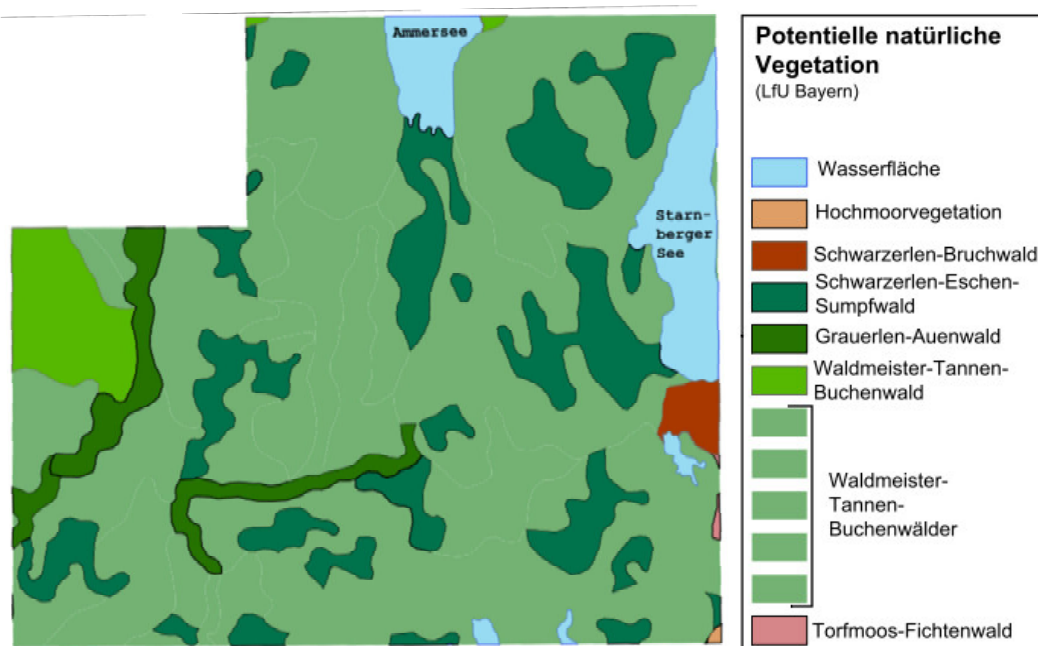 Ammersee
Starn-
berger
See
Potentielle natürliche
Vegetation
(LfU Bayern)
Wasserfläche
Hochmoorvegetation
Schwarzerlen-Bruchwald
Schwarzerlen-Eschen-
Sumpfwald
Grauerlen-Auenwald
Waldmeister-Tannen-
Buchenwald
Waldmeister-
Tannen-
Buchenwälder
Torfmoos-Fichtenwald